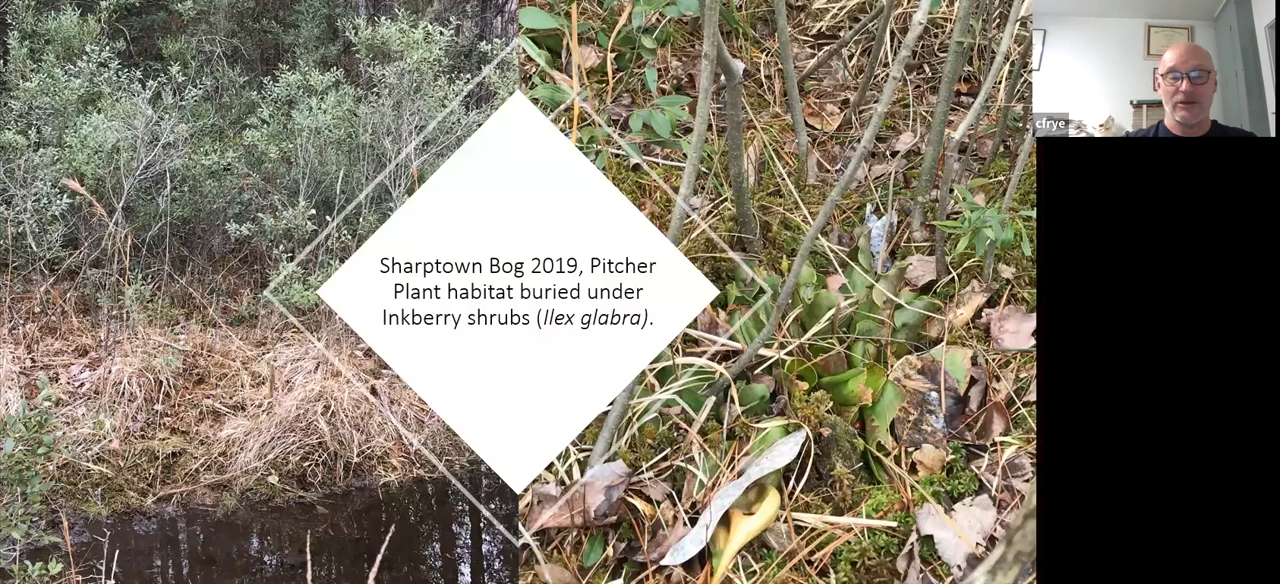 Sharptown Bog 2019, Pitcher
Plant habitat buried under
Inkberry shrubs (Ilex glabra).
cfrye